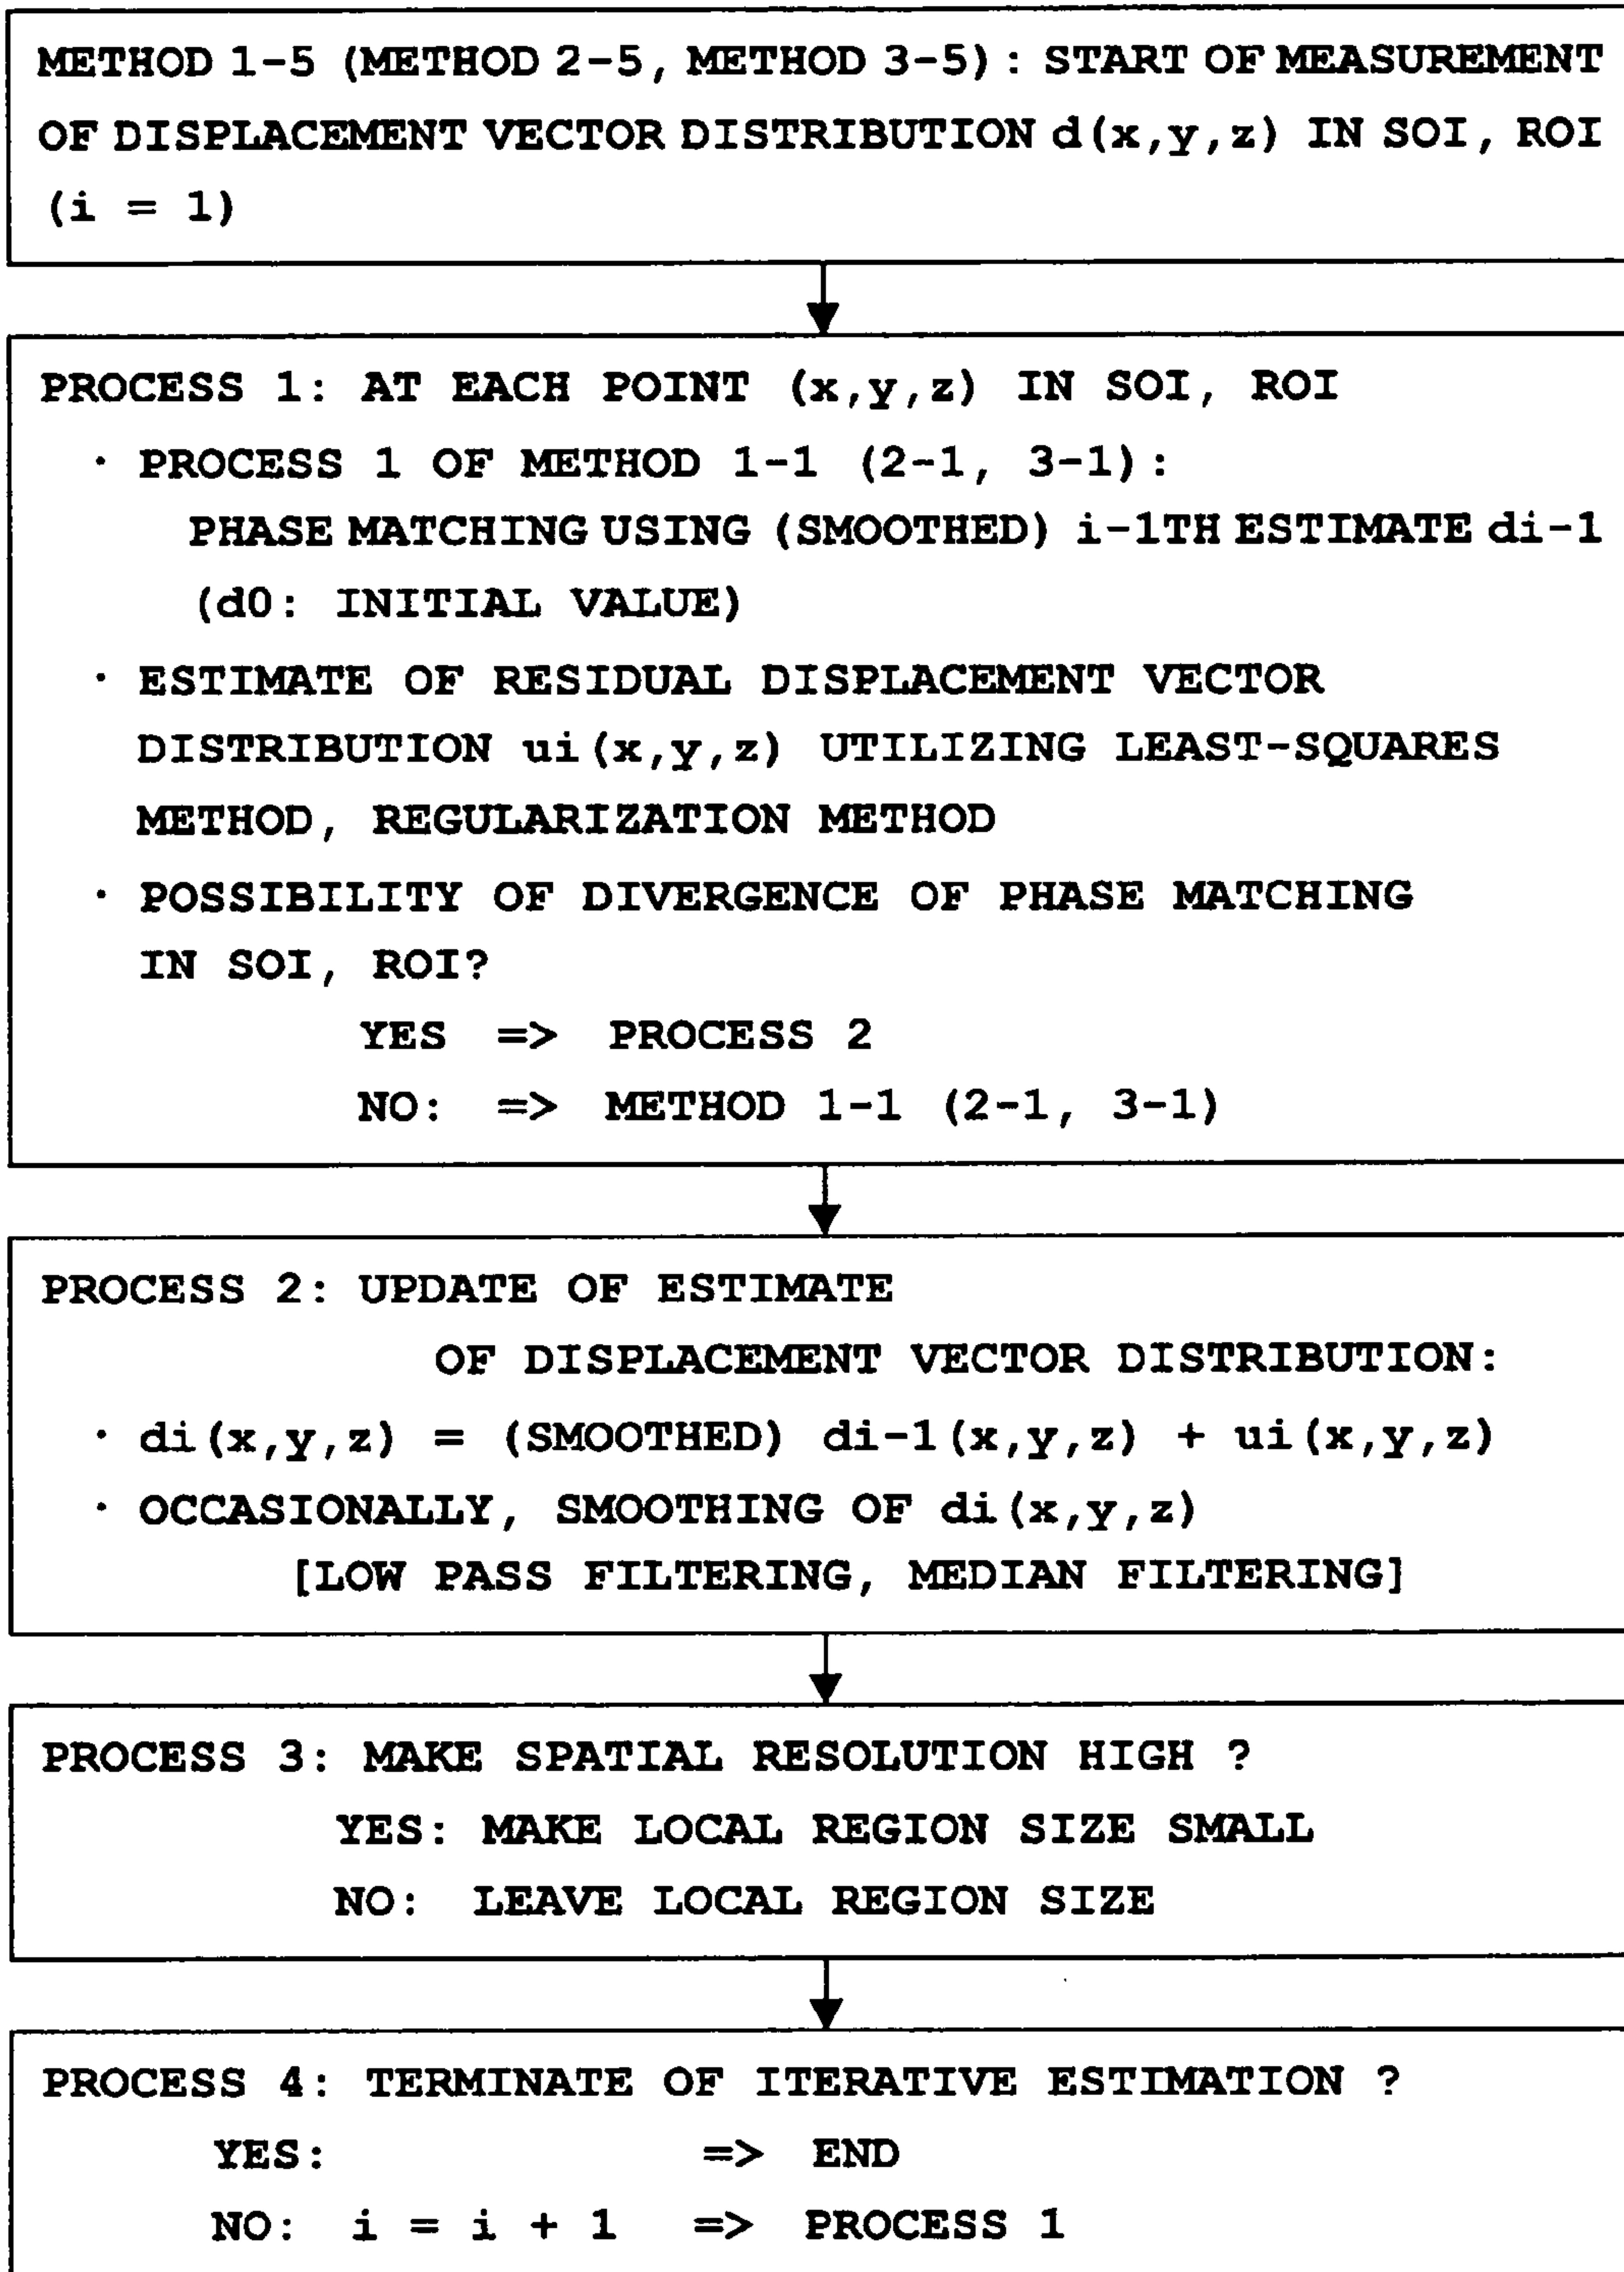 METHOD 1-5 (METHOD 2-5, METHOD 3-5): START OF MEASUREMENT
OF DISPLACEMENT VECTOR DISTRIBUTION d(x,y,z) IN SOI, ROI
(i = 1)
PROCESS 1: AT EACH POINT (x,y,z) IN SOI, ROI
· PROCESS 1 OF METHOD 1-1 (2-1, 3-1):
PHASE MATCHING USING (SMOOTHED) i-1TH ESTIMATE di-1
(d0: INITIAL VALUE)
· ESTIMATE OF RESIDUAL DISPLACEMENT VECTOR
DISTRIBUTION ui(x,y,z) UTILIZING LEAST-SQUARES
METHOD, REGULARIZATION METHOD
· POSSIBILITY OF DIVERGENCE OF PHASE MATCHING
IN SOI, ROI?
YES => PROCESS 2
NO: => METHOD 1-1 (2-1, 3-1)
PROCESS 2: UPDATE OF ESTIMATE
OF DISPLACEMENT VECTOR DISTRIBUTION:
· di(x,y,z) = (SMOOTHED) di-1(x,y,z) + ui(x,y,z)
· OCCASIONALLY, SMOOTHING OF di(x,y,z)
[LOW PASS FILTERING, MEDIAN FILTERING]
PROCESS 3: MAKE SPATIAL RESOLUTION HIGH ?
YES: MAKE LOCAL REGION SIZE SMALL
NO: LEAVE LOCAL REGION SIZE
PROCESS 4: TERMINATE OF ITERATIVE ESTIMATION ?
YES: => END
NO: i = i + 1 => PROCESS 1